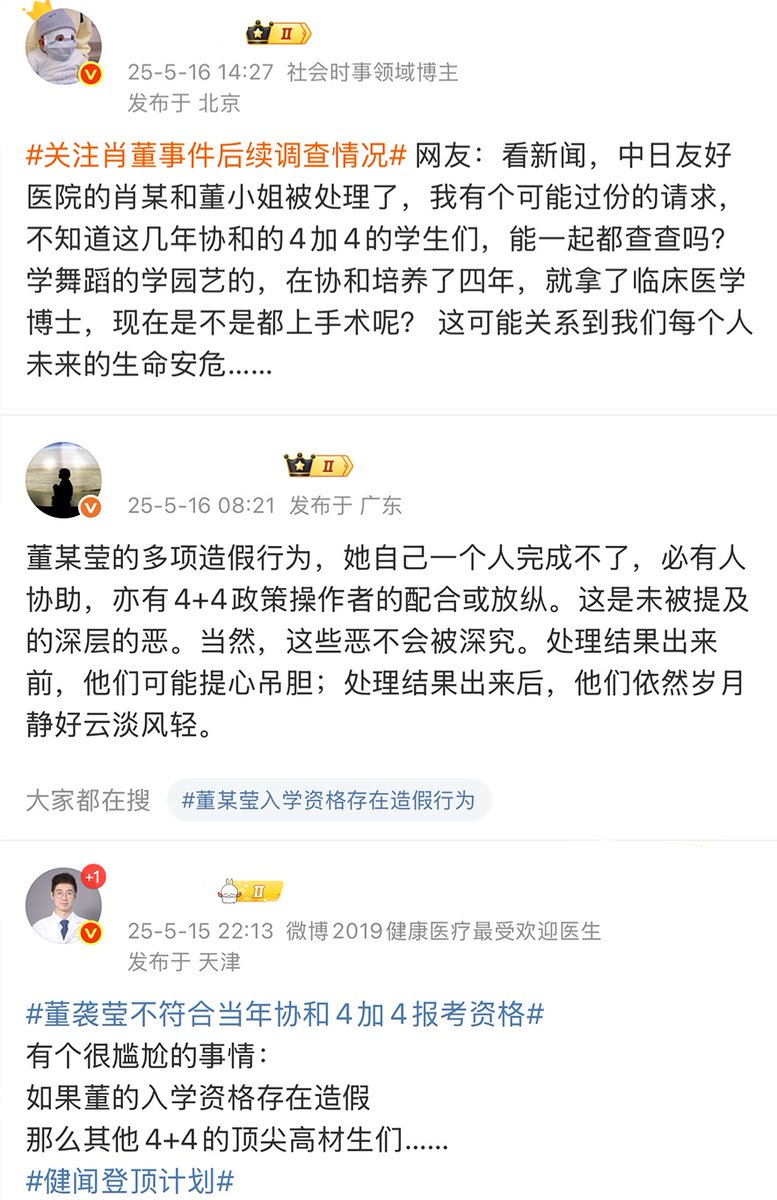 II
25-5-16 14:27 社会时事领域博主
发布于 北京
#关注肖董事件后续调查情况# 网友：看新闻，中日友好
医院的肖某和董小姐被处理了，我有个可能过份的请求，
不知道这几年协和的4加4的学生们，能一起都查查吗？
学舞蹈的学园艺的，在协和培养了四年，就拿了临床医学
博士，现在是不是都上手术呢？ 这可能关系到我们每个人
未来的生命安危......
II
25-5-16 08:21 发布于 广东
董某莹的多项造假行为，她自己一个人完成不了，必有人
协助，亦有4+4政策操作者的配合或放纵。这是未被提及
的深层的恶。当然，这些恶不会被深究。处理结果出来
前，他们可能提心吊胆；处理结果出来后，他们依然岁月
静好云淡风轻。
大家都在搜 #董某莹入学资格存在造假行为
+1
II
25-5-15 22:13 微博2019健康医疗最受欢迎医生
发布于 天津
#董袭莹不符合当年协和4加4报考资格#
有个很尴尬的事情：
如果董的入学资格存在造假
那么其他4+4的顶尖高材生们......
#健闻登顶计划#